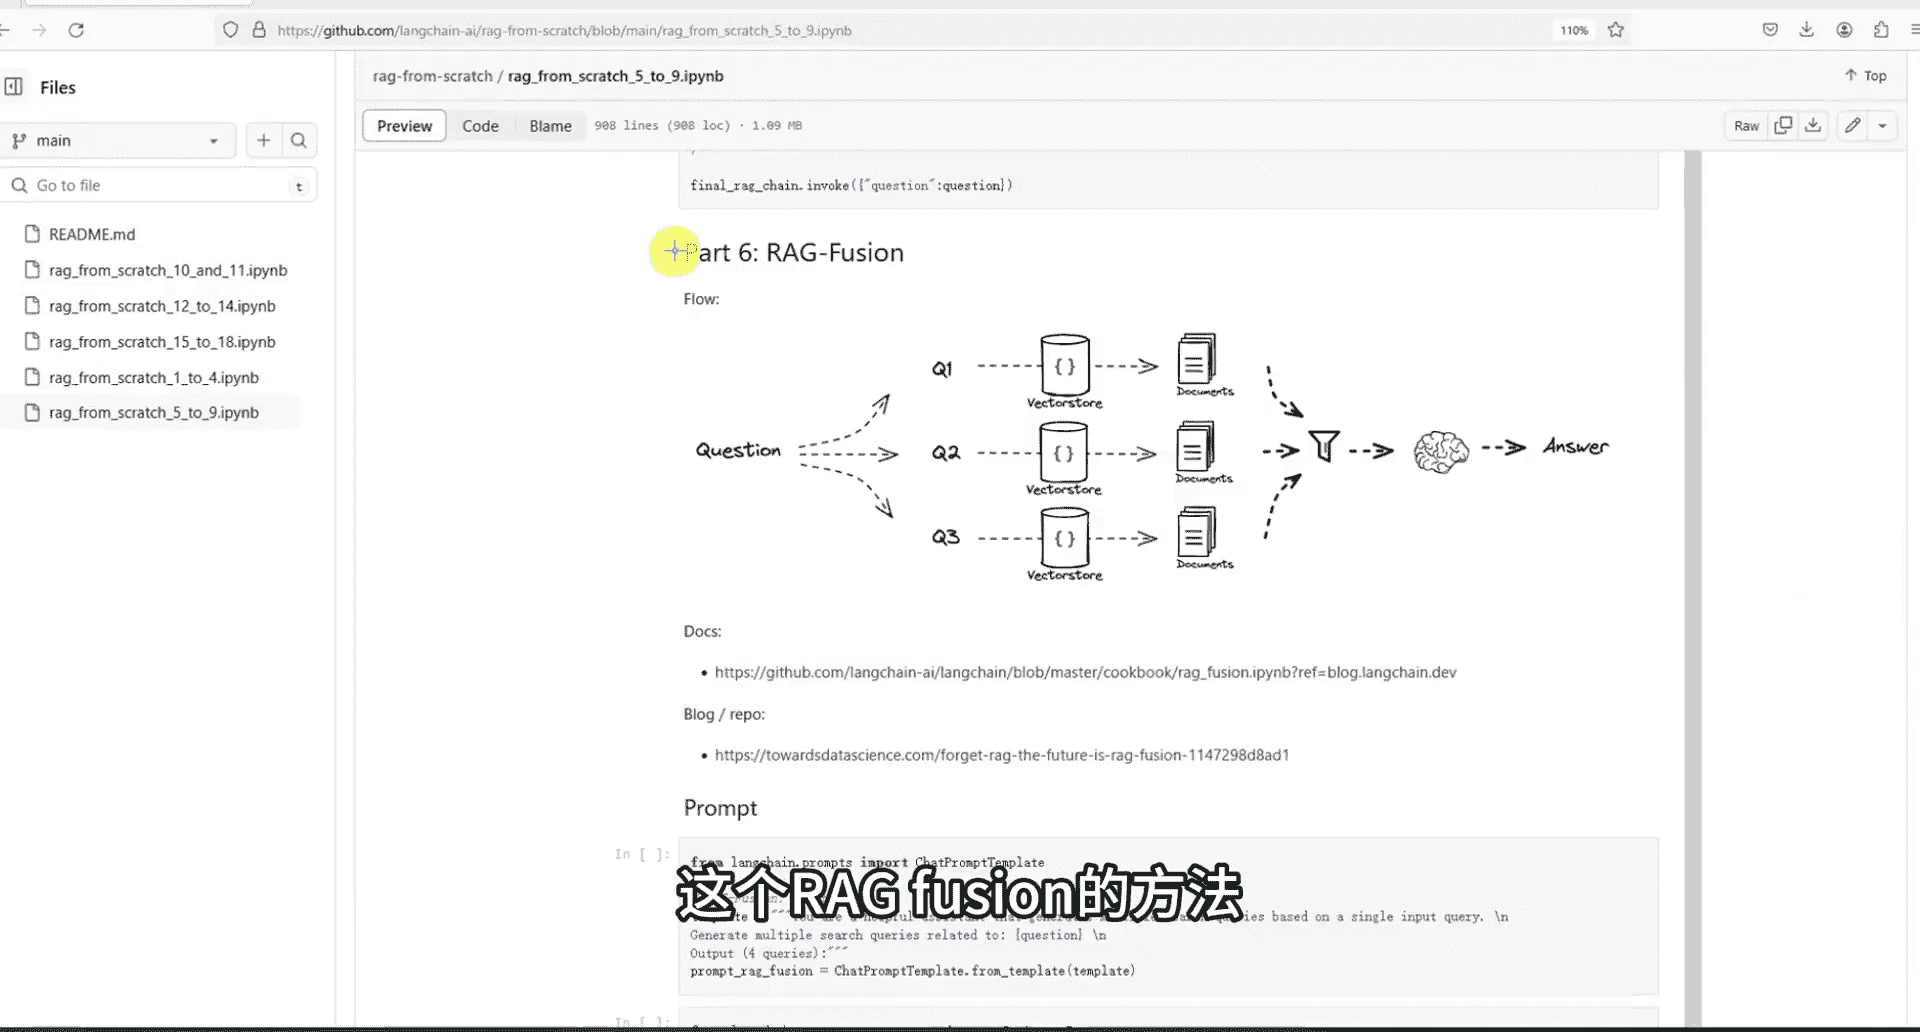 https://github.com/langchain-ai/rag-from-scratch/blob/main/rag_from_scratch_5_to_9.ipynb
110%
Files
main
Go to file
t
README.md
rag_from_scratch_10_and_11.ipynb
rag_from_scratch_12_to_14.ipynb
rag_from_scratch_15_to_18.ipynb
rag_from_scratch_1_to_4.ipynb
rag_from_scratch_5_to_9.ipynb
rag-from-scratch / rag_from_scratch_5_to_9.ipynb
Top
Preview
Code
Blame
908 lines (908 loc) · 1.09 MB
Raw
final_rag_chain.invoke({"question":question})
Part 6: RAG-Fusion
Flow:
Question
Q1
Vectorstore
Documents
Q2
Vectorstore
Documents
Q3
Vectorstore
Documents
Answer
Docs:
• https://github.com/langchain-ai/langchain/blob/master/cookbook/rag_fusion.ipynb?ref=blog.langchain.dev
Blog / repo:
• https://towardsdatascience.com/forget-rag-the-future-is-rag-fusion-1147298d8ad1
Prompt
In [ ]:
from langchain.prompts import ChatPromptTemplate
这个RAG fusion的方法
based on a single input query. \n
Generate multiple search queries related to: {question} \n
Output (4 queries):"""
prompt_rag_fusion = ChatPromptTemplate.from_template(template)
In [ ]: